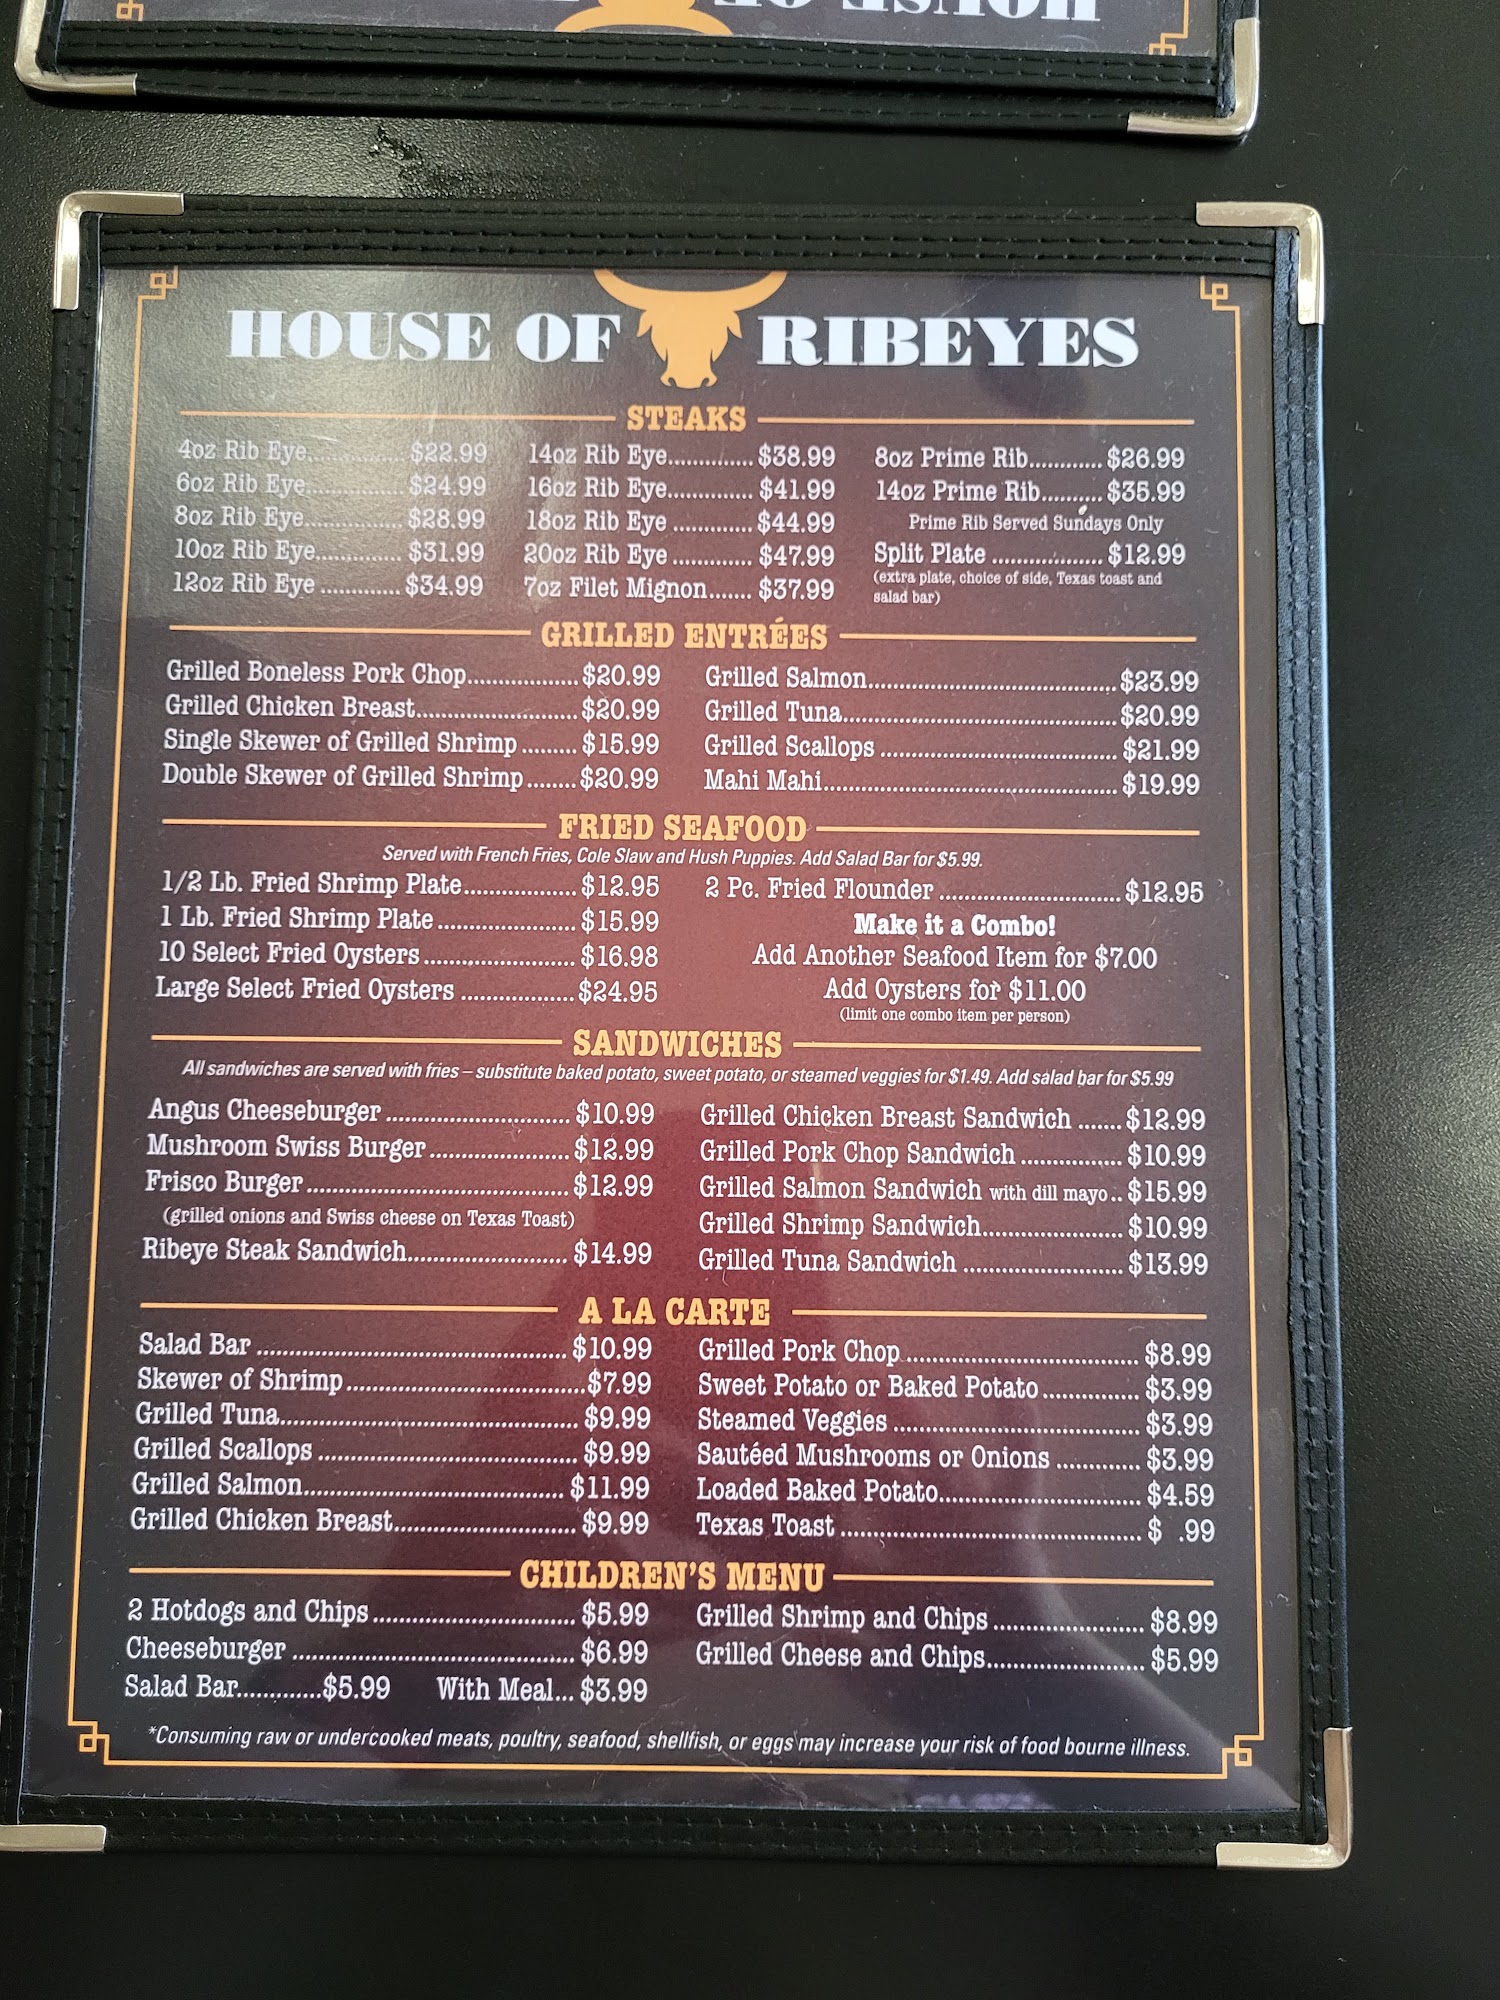 HOUSE OF
HOUSE OF RIBEYES
STEAKS
4oz Rib Eye.............. $22.99
6oz Rib Eye.............. $24.99
8oz Rib Eye.............. $28.99
10oz Rib Eye............. $31.99
12oz Rib Eye ............. $34.99
14oz Rib Eye.............. $38.99
16oz Rib Eye.............. $41.99
18oz Rib Eye ............. $44.99
20oz Rib Eye ............. $47.99
7oz Filet Mignon....... $37.99
8oz Prime Rib............ $26.99
14oz Prime Rib.......... $35.99
Prime Rib Served Sundays Only
Split Plate .................. $12.99
(extra plate, choice of side, Texas toast and
salad bar)
GRILLED ENTRÉES
Grilled Boneless Pork Chop................. $20.99
Grilled Chicken Breast......................... $20.99
Single Skewer of Grilled Shrimp ......... $15.99
Double Skewer of Grilled Shrimp ........ $20.99
Grilled Salmon....................................... $23.99
Grilled Tuna........................................... $20.99
Grilled Scallops ..................................... $21.99
Mahi Mahi............................................... $19.99
FRIED SEAFOOD
Served with French Fries, Cole Slaw and Hush Puppies. Add Salad Bar for $5.99.
1/2 Lb. Fried Shrimp Plate.................. $12.95
1 Lb. Fried Shrimp Plate ...................... $15.99
10 Select Fried Oysters ........................ $16.98
Large Select Fried Oysters .................. $24.95
2 Pc. Fried Flounder ............................. $12.95
Make it a Combo!
Add Another Seafood Item for $7.00
Add Oysters for $11.00
(limit one combo item per person)
SANDWICHES
All sandwiches are served with fries – substitute baked potato, sweet potato, or steamed veggies for $1.49. Add salad bar for $5.99
Angus Cheeseburger ............................. $10.99
Mushroom Swiss Burger ...................... $12.99
Frisco Burger ......................................... $12.99
(grilled onions and Swiss cheese on Texas Toast)
Ribeye Steak Sandwich......................... $14.99
Grilled Chicken Breast Sandwich ....... $12.99
Grilled Pork Chop Sandwich ................ $10.99
Grilled Salmon Sandwich with dill mayo .. $15.99
Grilled Shrimp Sandwich...................... $10.99
Grilled Tuna Sandwich ......................... $13.99
A LA CARTE
Salad Bar ................................................ $10.99
Skewer of Shrimp ..................................... $7.99
Grilled Tuna.............................................. $9.99
Grilled Scallops ........................................ $9.99
Grilled Salmon......................................... $11.99
Grilled Chicken Breast............................ $9.99
Grilled Pork Chop ..................................... $8.99
Sweet Potato or Baked Potato ............... $3.99
Steamed Veggies ....................................... $3.99
Sautéed Mushrooms or Onions ............. $3.99
Loaded Baked Potato................................ $4.59
Texas Toast ................................................ $ .99
CHILDREN'S MENU
2 Hotdogs and Chips ................................ $5.99
Cheeseburger ............................................ $6.99
Salad Bar.............$5.99 With Meal... $3.99
Grilled Shrimp and Chips ........................ $8.99
Grilled Cheese and Chips......................... $5.99
*Consuming raw or undercooked meats, poultry, seafood, shellfish, or eggs may increase your risk of food bourne illness.